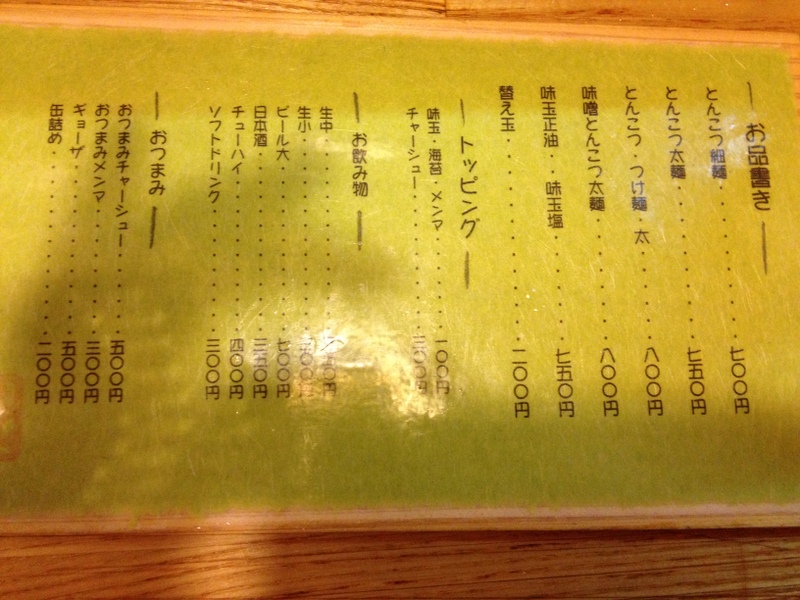 お品書き
とんこつ細麺・・・・・・・・・・七〇〇円
とんこつ太麺・・・・・・・・・・七五〇円
とんこつ・つけ麺 太・・・・・・八〇〇円
味噌とんこつ太麺・・・・・・・・八〇〇円
味玉正油・・味玉塩・・・・・・・七五〇円
替え玉・・・・・・・・・・・・・二〇〇円
トッピング
味玉・海苔・メンマ・・・・・・・一〇〇円
チャーシュー・・・・・・・・・・三〇〇円
お飲み物
生中・・・・・・・・・・・・五〇円
生小・・・・・・・・・・・・〇〇円
ビール大・・・・・・・・・・七〇〇円
日本酒・・・・・・・・・・・三五〇円
チューハイ・・・・・・・・・四〇〇円
ソフトドリンク・・・・・・・三〇〇円
おつまみ
おつまみチャーシュー・・・・・五〇〇円
おつまみメンマ・・・・・・・・三〇〇円
ギョーザ・・・・・・・・・・・五〇〇円
缶詰め・・・・・・・・・・・・二〇〇円